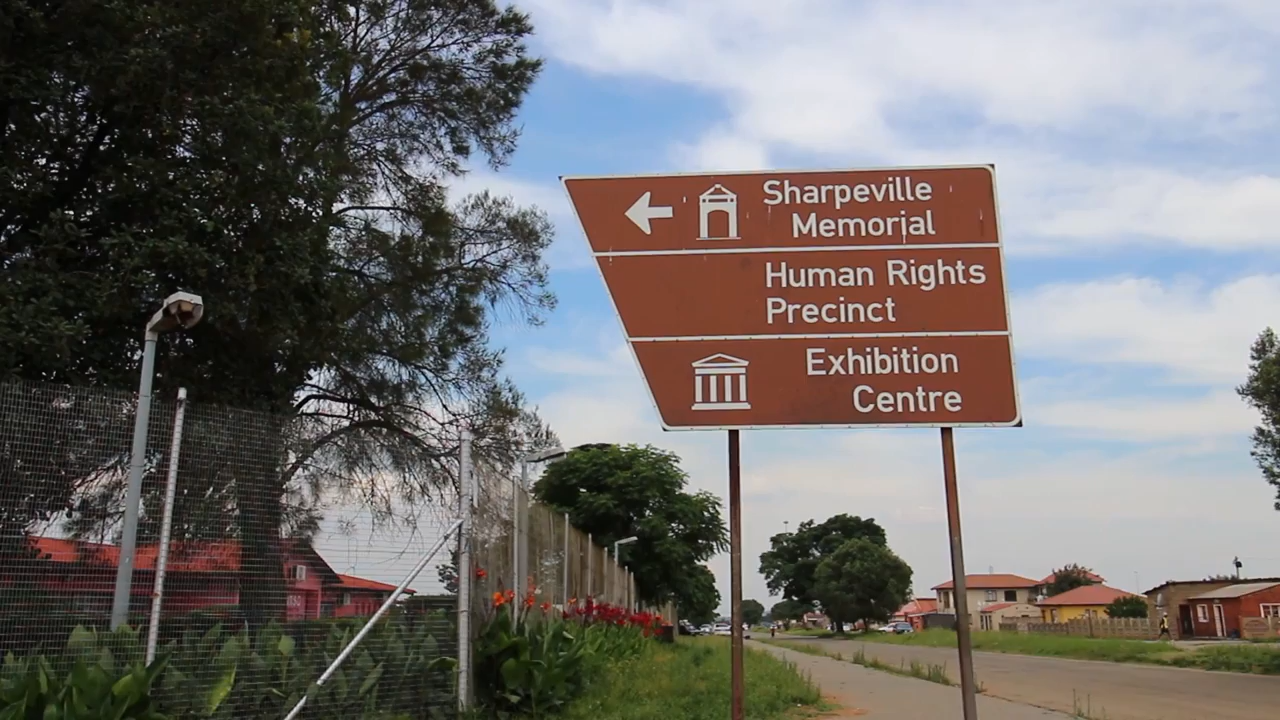 Sharpeville
Memorial
Human Rights
Precinct
Exhibition
Centre